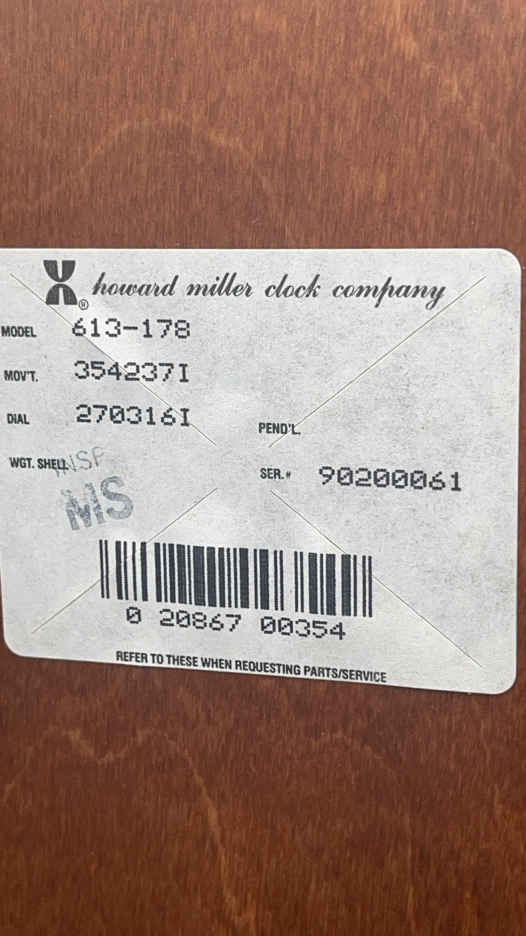 howard miller clock company
®
MODEL 613-178
MOV'T. 354237I
DIAL 270316I
PEND'L.
WGT. SHELL INSP
SER.# 90200061
MS
0 20867 00354
REFER TO THESE WHEN REQUESTING PARTS/SERVICE